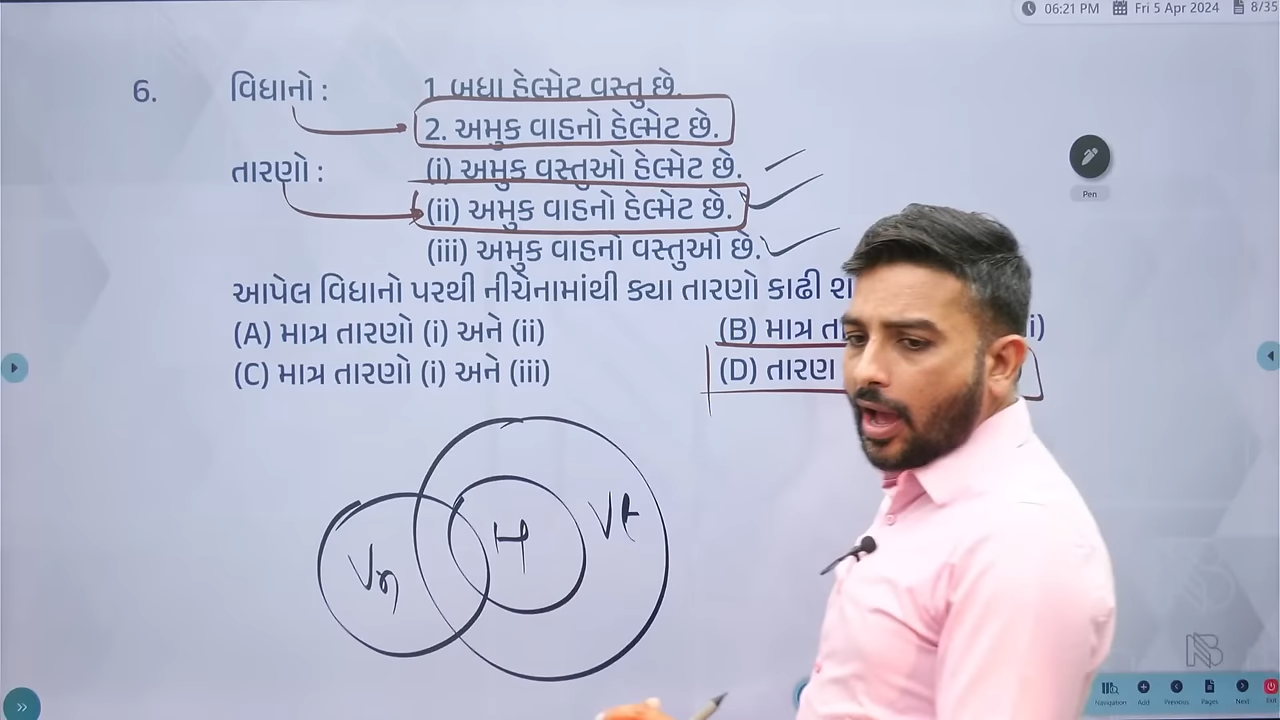 06:21 PM Fri 5 Apr 2024 8/35
6. વિધાનો : 1. બધા હેલ્મેટ વસ્તુ છે.
2. અમુક વાહનો હેલ્મેટ છે.
તારણો : (i) અમુક વસ્તુઓ હેલ્મેટ છે.
(ii) અમુક વાહનો હેલ્મેટ છે.
(iii) અમુક વાહનો વસ્તુઓ છે.
આપેલ વિધાનો પરથી નીચેનામાંથી ક્યા તારણો કાઢી
(A) માત્ર તારણો (i) અને (ii) (B) માત્ર
(C) માત્ર તારણો (i) અને (iii) (D) તારણ
Pen
H
NB
Navigation Add Previous Pages Next Exit